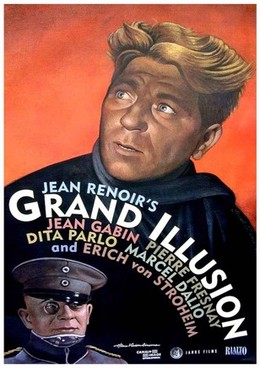 JEAN RENOIR'S
GRAND ILLUSION
JEAN GABIN
DITA PARLO
PIERRE FRESNAY
MARCEL DALIO
and ERICH von STROHEIM
CANAL+
JANUS FILMS
RIALTO